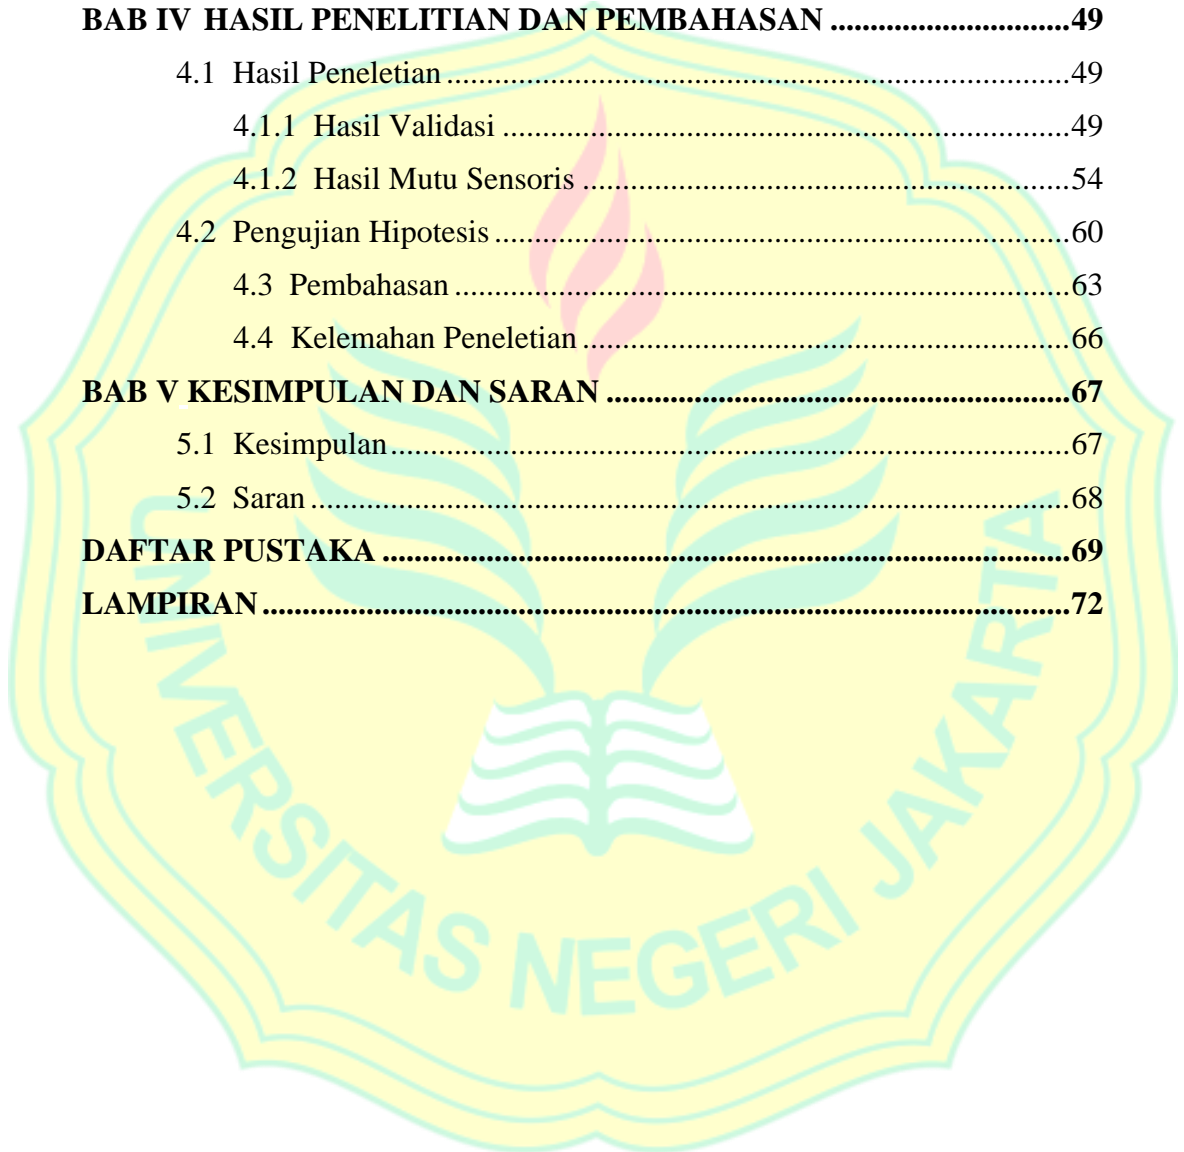 BAB IV HASIL PENELITIAN DAN PEMBAHASAN ..............................49
4.1 Hasil Peneletian ..............................................................................49
4.1.1 Hasil Validasi .......................................................................49
4.1.2 Hasil Mutu Sensoris .............................................................54
4.2 Pengujian Hipotesis ........................................................................60
4.3 Pembahasan .............................................................................63
4.4 Kelemahan Peneletian .............................................................66
BAB V KESIMPULAN DAN SARAN ..........................................................67
5.1 Kesimpulan .....................................................................................67
5.2 Saran ...............................................................................................68
DAFTAR PUSTAKA .....................................................................................69
LAMPIRAN .....................................................................................................72
UNIVERSITAS NEGERI JAKARTA